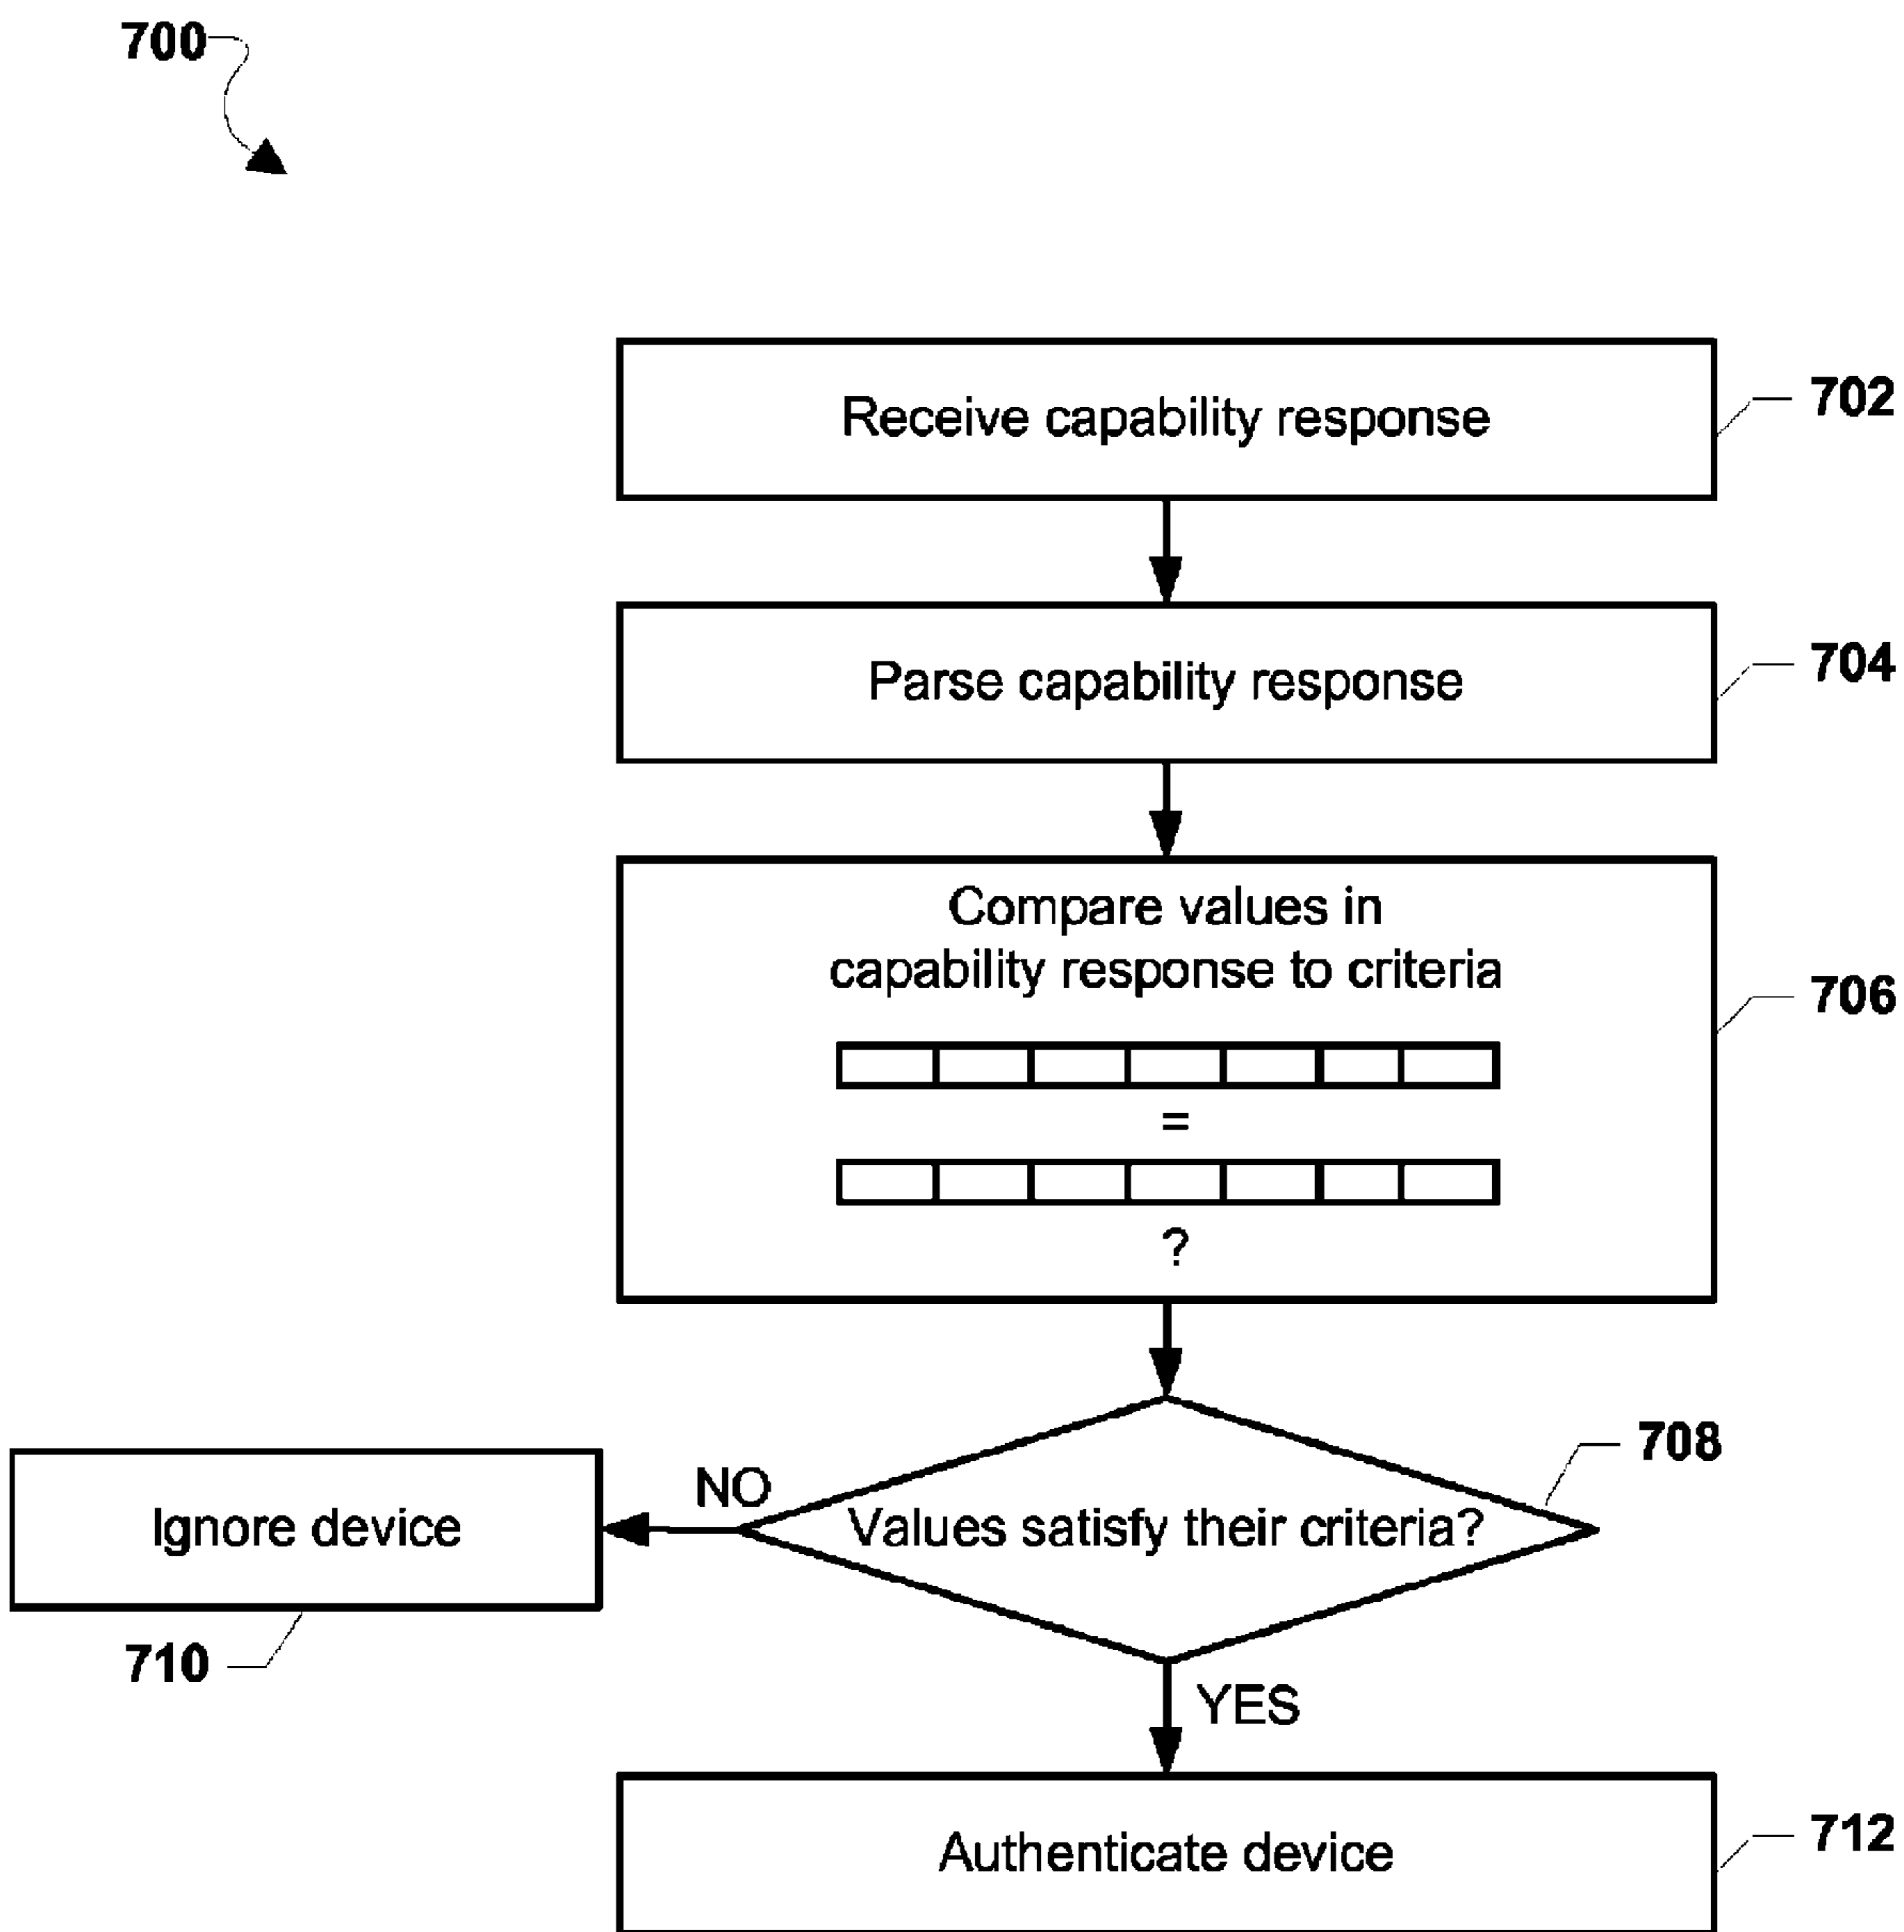 700
Receive capability response
702
Parse capability response
704
Compare values in
capability response to criteria
706
=
?
708
NO
Values satisfy their criteria?
Ignore device
710
YES
Authenticate device
712